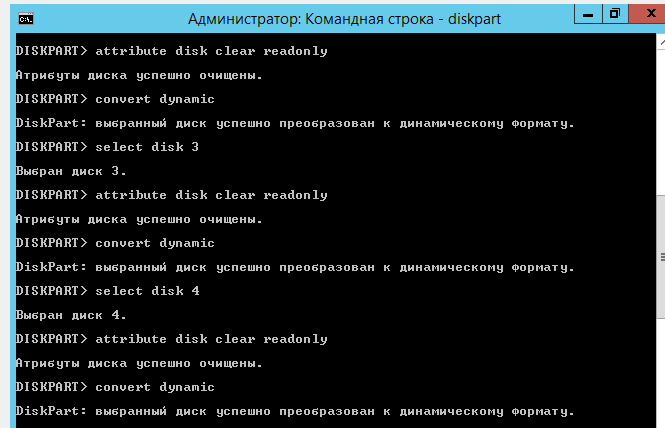 Администратор: Командная строка - diskpart
DISKPART> attribute disk clear readonly
Атрибуты диска успешно очищены.
DISKPART> convert dynamic
DiskPart: выбранный диск успешно преобразован к динамическому формату.
DISKPART> select disk 3
Выбран диск 3.
DISKPART> attribute disk clear readonly
Атрибуты диска успешно очищены.
DISKPART> convert dynamic
DiskPart: выбранный диск успешно преобразован к динамическому формату.
DISKPART> select disk 4
Выбран диск 4.
DISKPART> attribute disk clear readonly
Атрибуты диска успешно очищены.
DISKPART> convert dynamic
DiskPart: выбранный диск успешно преобразован к динамическому формату.